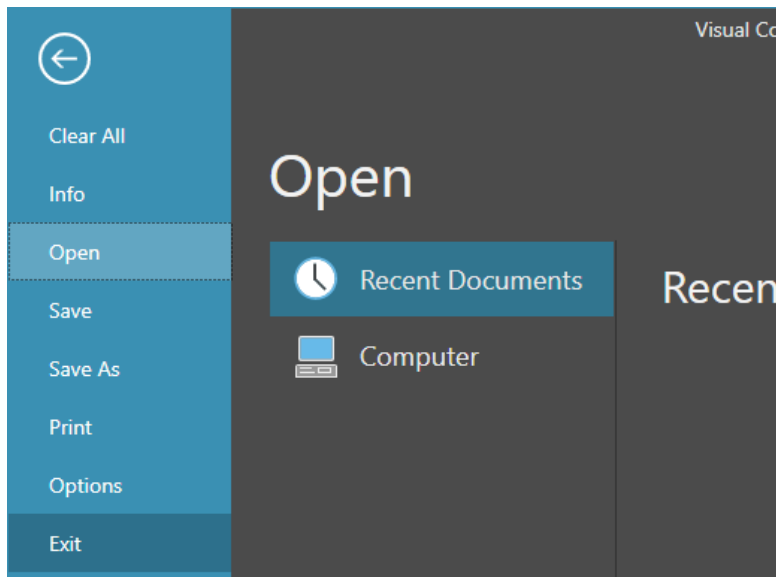 Visual Co
Clear All
Info
Open
Save
Save As
Print
Options
Exit
Open
Recent Documents
Computer
Recen